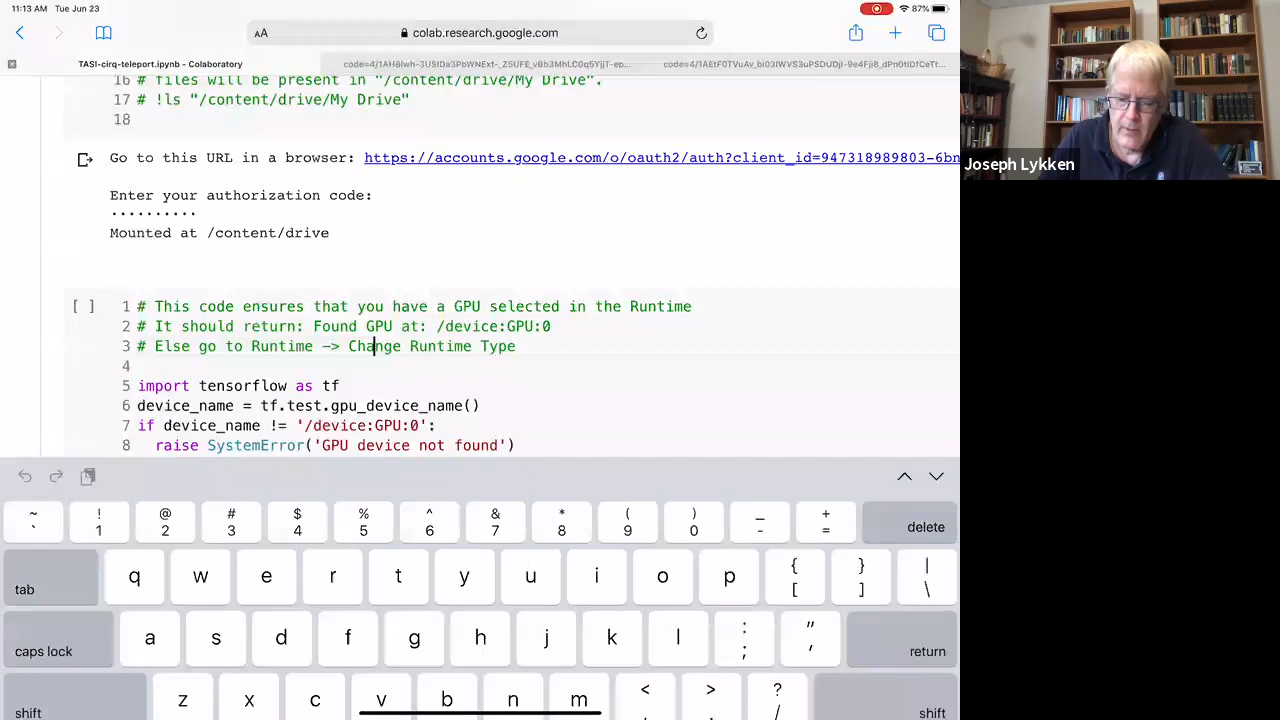 11:13 AM Tue Jun 23
87%
AA
colab.research.google.com
TASI-cirq-teleport.ipynb - Colaboratory
16 # files will be present in "/content/drive/My Drive".
17 # !ls "/content/drive/My Drive"
18
Go to this URL in a browser: https://accounts.google.com/o/oauth2/auth?client_id=947318989803-6bn
Enter your authorization code:
··········
Mounted at /content/drive
Joseph Lykken
[ ]
1 # This code ensures that you have a GPU selected in the Runtime
2 # It should return: Found GPU at: /device:GPU:0
3 # Else go to Runtime -> Change Runtime Type
4
5 import tensorflow as tf
6 device_name = tf.test.gpu_device_name()
7 if device_name != '/device:GPU:0':
8 raise SystemError('GPU device not found')
~ ! @ # $ % ^ & * ( ) _ +
` 1 2 3 4 5 6 7 8 9 0 - = delete
tab q w e r t y u i o p { [ } ] | \
caps lock a s d f g h j k l : ; " ' return
shift z x c v b n m < , > . ? / shift